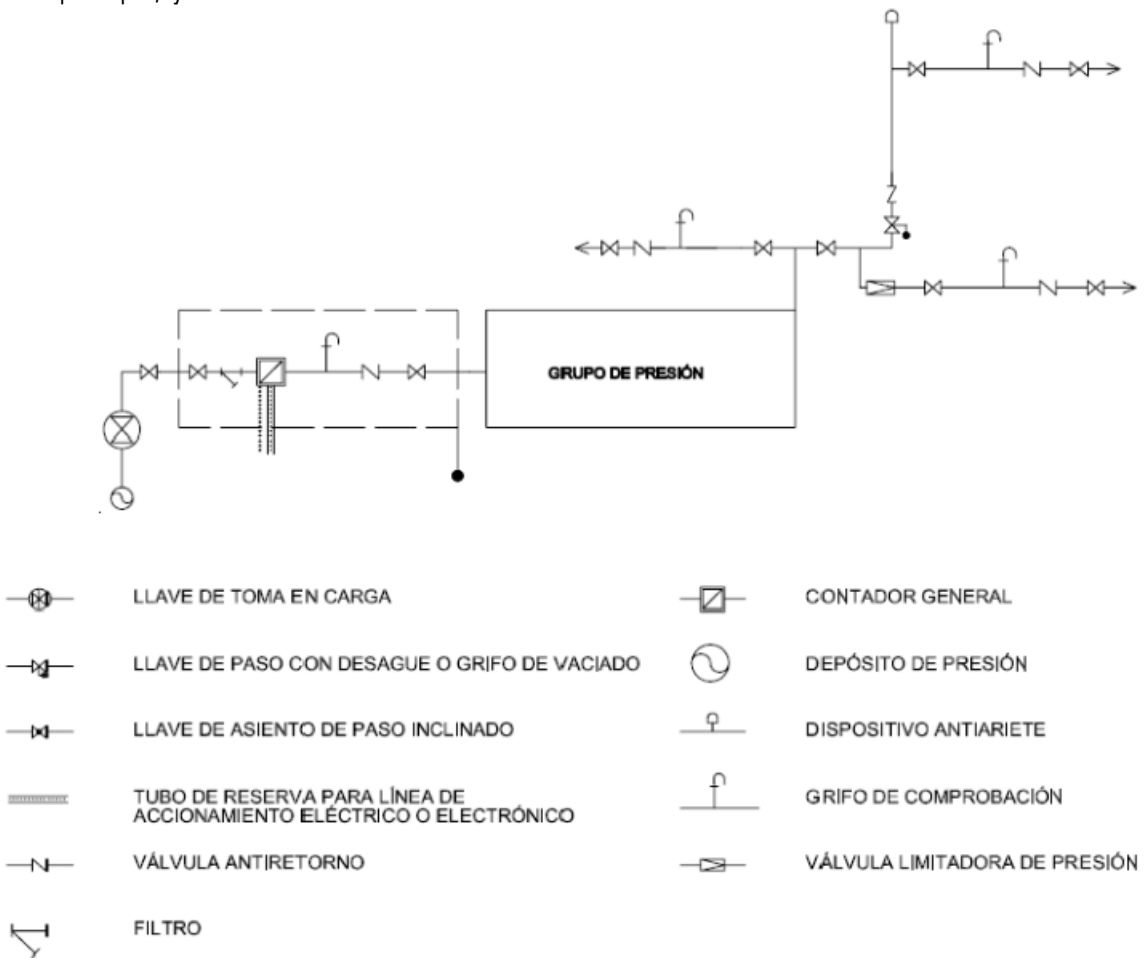 GRUPO DE PRESIÓN
LLAVE DE TOMA EN CARGA
CONTADOR GENERAL
LLAVE DE PASO CON DESAGUE O GRIFO DE VACIADO
DEPÓSITO DE PRESIÓN
LLAVE DE ASIENTO DE PASO INCLINADO
DISPOSITIVO ANTIARIETE
TUBO DE RESERVA PARA LÍNEA DE
ACCIONAMIENTO ELÉCTRICO O ELECTRÓNICO
GRIFO DE COMPROBACIÓN
VÁLVULA ANTIRETORNO
VÁLVULA LIMITADORA DE PRESIÓN
FILTRO